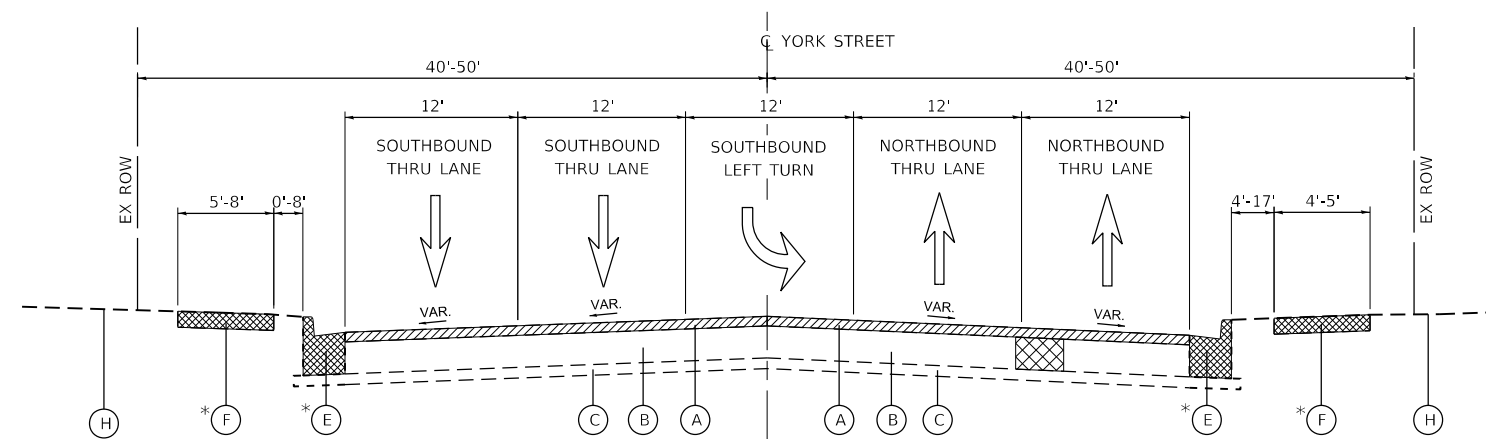 ℄ YORK STREET
40'-50' 40'-50'
12' 12' 12' 12' 12'
SOUTHBOUND THRU LANE
SOUTHBOUND THRU LANE
SOUTHBOUND LEFT TURN
NORTHBOUND THRU LANE
NORTHBOUND THRU LANE
EX ROW
EX ROW
5'-8' 0'-8' 4'-17' 4'-5'
VAR. VAR. VAR. VAR.
H * F * E C B A A B C * E * F H